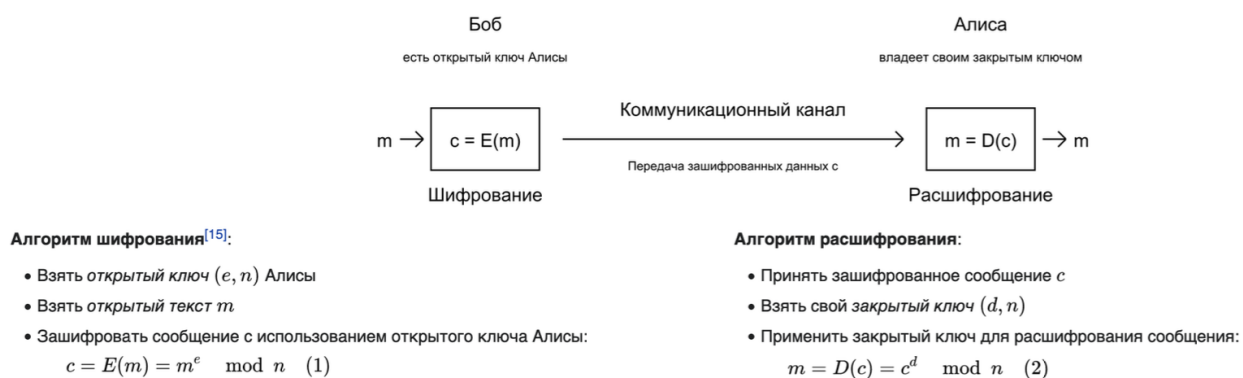 Боб
Алиса
есть открытый ключ Алисы
владеет своим закрытым ключом
Коммуникационный канал
m → c = E(m)
m = D(c) → m
Передача зашифрованных данных c
Шифрование
Расшифрование
Алгоритм шифрования[15]:
• Взять открытый ключ (e, n) Алисы
• Взять открытый текст m
• Зашифровать сообщение с использованием открытого ключа Алисы:
c = E(m) = m^e mod n (1)
Алгоритм расшифрования:
• Принять зашифрованное сообщение c
• Взять свой закрытый ключ (d, n)
• Применить закрытый ключ для расшифрования сообщения:
m = D(c) = c^d mod n (2)